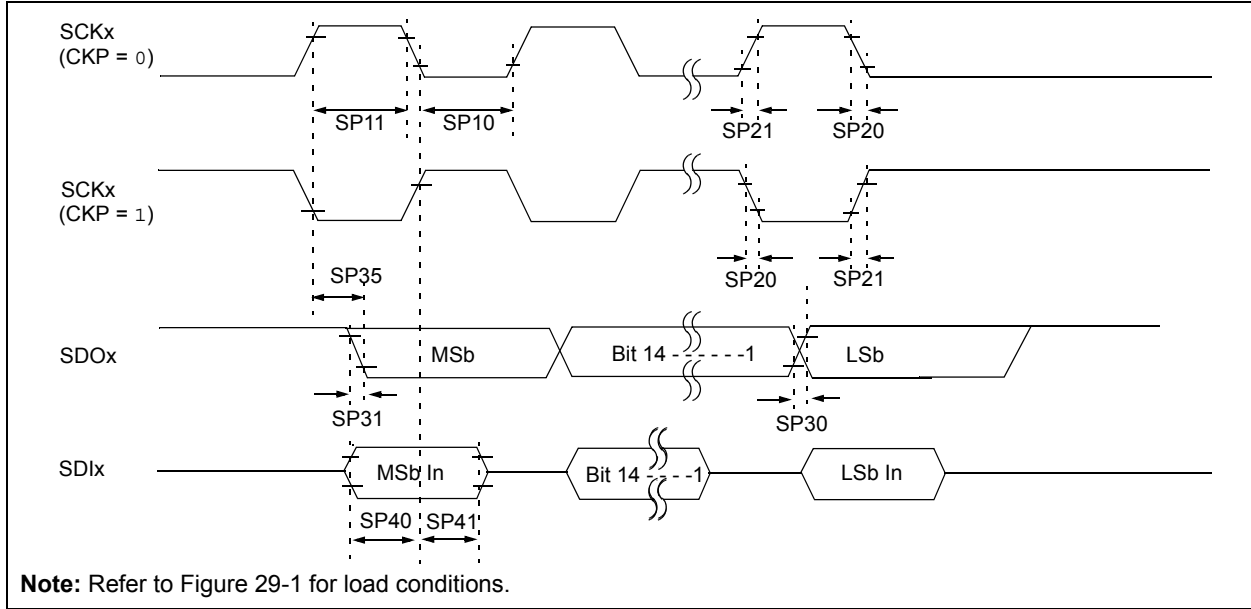 SCKx
(CKP = 0)
SP11
SP10
SP21
SP20
SCKx
(CKP = 1)
SP35
SP20
SP21
SDOx
MSb
Bit 14 - - - - - -1
LSb
SP31
SP30
SDIx
MSb In
Bit 14 - - - -1
LSb In
SP40
SP41
Note: Refer to Figure 29-1 for load conditions.